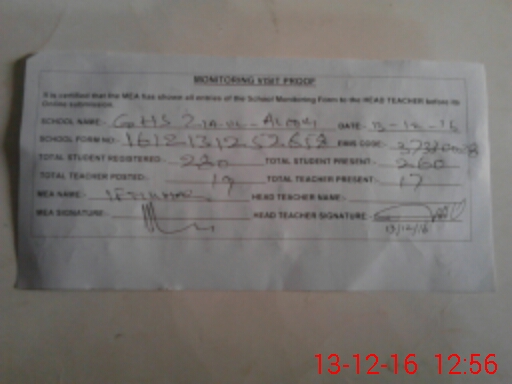 MONITORING VISIT PROOF
It is certified that the MEA has shown all entries of the School Monitoring Form to the HEAD TEACHER before its
Online submission.
SCHOOL NAME:- GHS DATE:- 13-12-16
SCHOOL FORM NO:- EMIS CODE:-
TOTAL STUDENT REGISTERED:- 280 TOTAL STUDENT PRESENT:- 260
TOTAL TEACHER POSTED:- 19 TOTAL TEACHER PRESENT:- 17
MEA NAME:- HEAD TEACHER NAME:-
MEA SIGNATURE:- HEAD TEACHER SIGNATURE:-
13/12/16
13-12-16 12:56